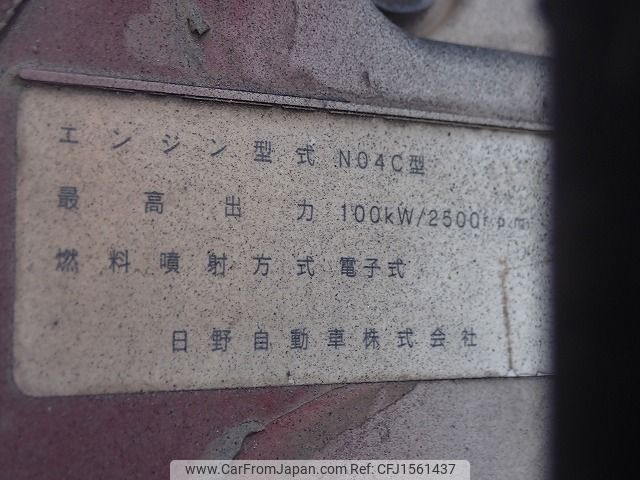 エンジン型式 N04C型
最高出力 100kW/2500r.p.m
燃料噴射方式 電子式
日野自動車株式会社
www.CarFromJapan.com | CFJ1561437